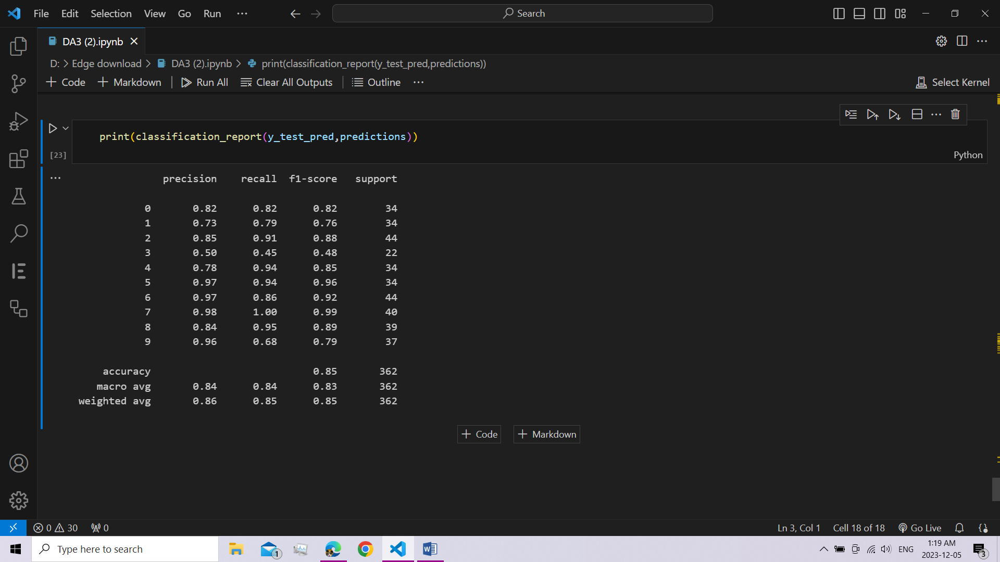 File Edit Selection View Go Run ···
Search
DA3 (2).ipynb
D: > Edge download > DA3 (2).ipynb > print(classification_report(y_test_pred,predictions))
+ Code + Markdown | Run All Clear All Outputs | Outline ···
Select Kernel
print(classification_report(y_test_pred,predictions))
[23]
Python
precision recall f1-score support
0 0.82 0.82 0.82 34
1 0.73 0.79 0.76 34
2 0.85 0.91 0.88 44
3 0.50 0.45 0.48 22
4 0.78 0.94 0.85 34
5 0.97 0.94 0.96 34
6 0.97 0.86 0.92 44
7 0.98 1.00 0.99 40
8 0.84 0.95 0.89 39
9 0.96 0.68 0.79 37
accuracy 0.85 362
macro avg 0.84 0.84 0.83 362
weighted avg 0.86 0.85 0.85 362
+ Code + Markdown
0 30 0
Ln 3, Col 1 Cell 18 of 18 Go Live
Type here to search
1
ENG
1:19 AM
2023-12-05
3